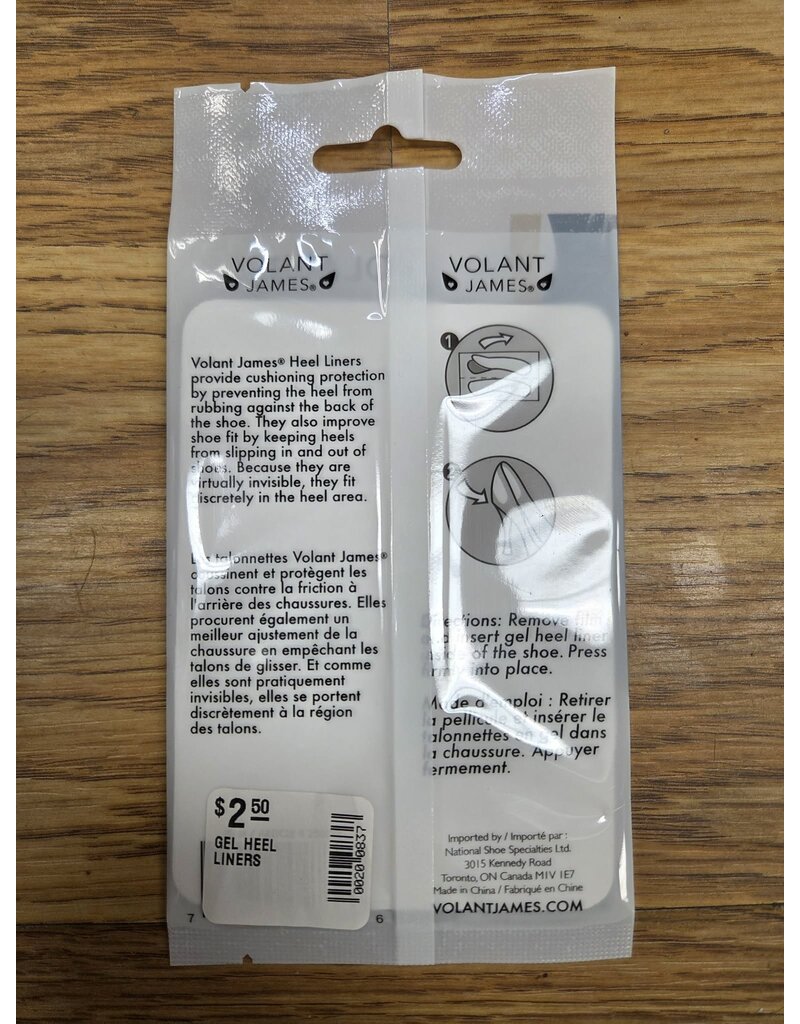 VOLANT
JAMES®
Volant James® Heel Liners
provide cushioning protection
by preventing the heel from
rubbing against the back of
the shoe. They also improve
shoe fit by keeping heels
from slipping in and out of
shoes. Because they are
virtually invisible, they fit
discretely in the heel area.
Les talonnettes Volant James®
coussinent et protègent les
talons contre la friction à
l'arrière des chaussures. Elles
procurent également un
meilleur ajustement de la
chaussure en empêchant les
talons de glisser. Et comme
elles sont pratiquement
invisibles, elles se portent
discrètement à la région
des talons.
$2 50
GEL HEEL
LINERS
0020 0837
7 6
VOLANT
JAMES®
1
2
Directions: Remove film
and insert gel heel liner
inside of the shoe. Press
firmly into place.
Mode d'emploi : Retirer
la pellicule et insérer le
talonnettes en gel dans
la chaussure. Appuyer
fermement.
Imported by / Importé par :
National Shoe Specialties Ltd.
3015 Kennedy Road
Toronto, ON Canada M1V 1E7
Made in China / Fabriqué en Chine
VOLANTJAMES.COM